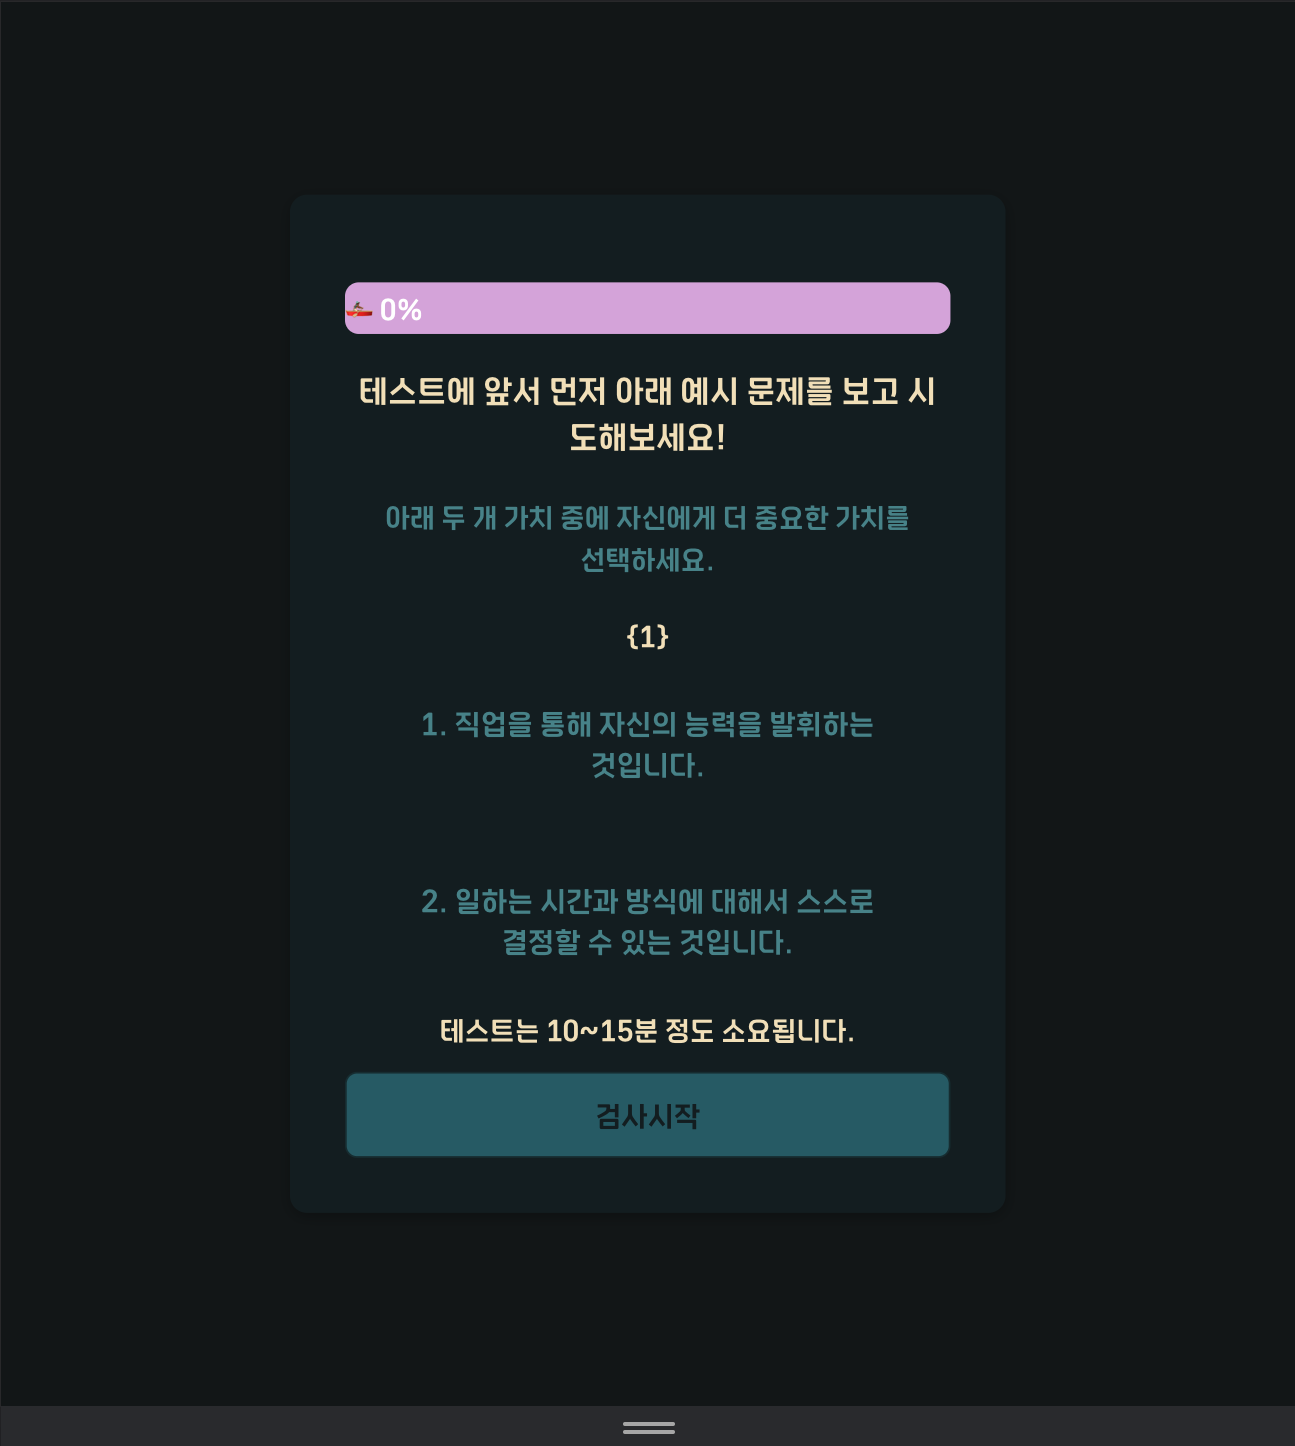 0%
테스트에 앞서 먼저 아래 예시 문제를 보고 시
도해보세요!
아래 두 개 가치 중에 자신에게 더 중요한 가치를
선택하세요.
{1}
1. 직업을 통해 자신의 능력을 발휘하는
것입니다.
2. 일하는 시간과 방식에 대해서 스스로
결정할 수 있는 것입니다.
테스트는 10~15분 정도 소요됩니다.
검사시작